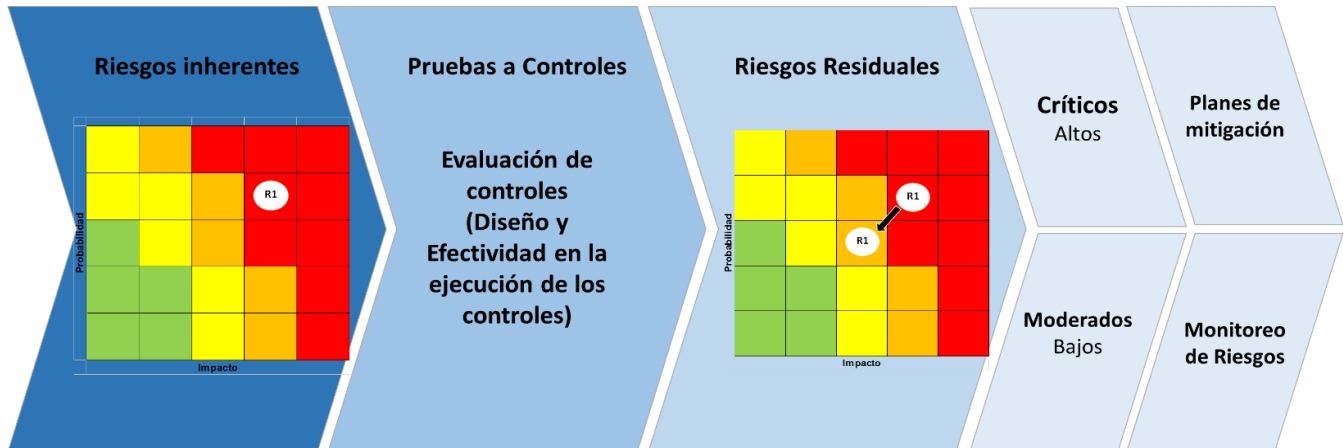 Riesgos inherentes
Probabilidad
R1
Impacto
Pruebas a Controles
Evaluación de
controles
(Diseño y
Efectividad en la
ejecución de los
controles)
Riesgos Residuales
Probabilidad
R1
R1
Impacto
Críticos
Altos
Planes de
mitigación
Moderados
Bajos
Monitoreo
de Riesgos